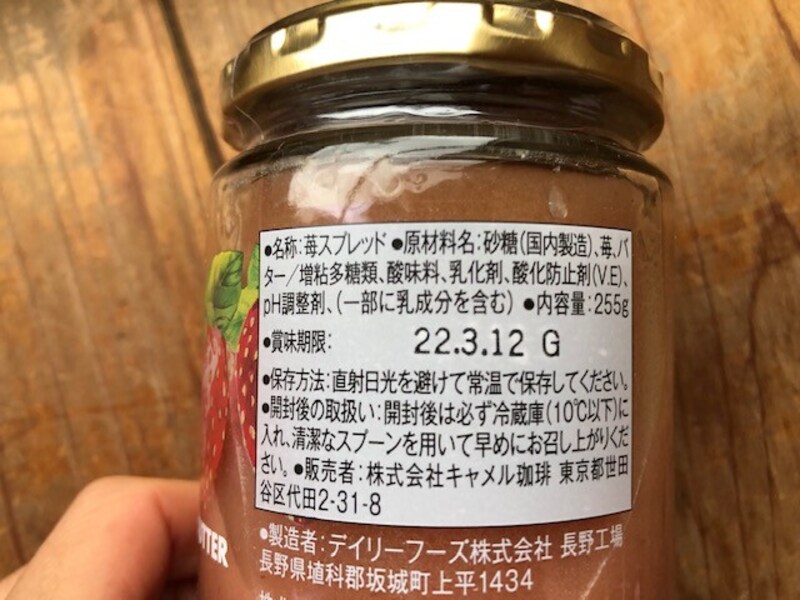 ●名称:苺スプレッド ●原材料名:砂糖(国内製造)、苺、バ
ター/増粘多糖類、酸味料、乳化剤、酸化防止剤(V.E)、
pH調整剤、(一部に乳成分を含む) ●内容量:255g
●賞味期限: 22.3.12 G
●保存方法:直射日光を避けて常温で保存してください。
●開封後の取扱い:開封後は必ず冷蔵庫(10℃以下)に
入れ、清潔なスプーンを用いて早めにお召し上がりくだ
さい。 ●販売者:株式会社キャメル珈琲 東京都世田
谷区代田2-31-8
●製造者:デイリーフーズ株式会社 長野工場
長野県埴科郡坂城町上平1434